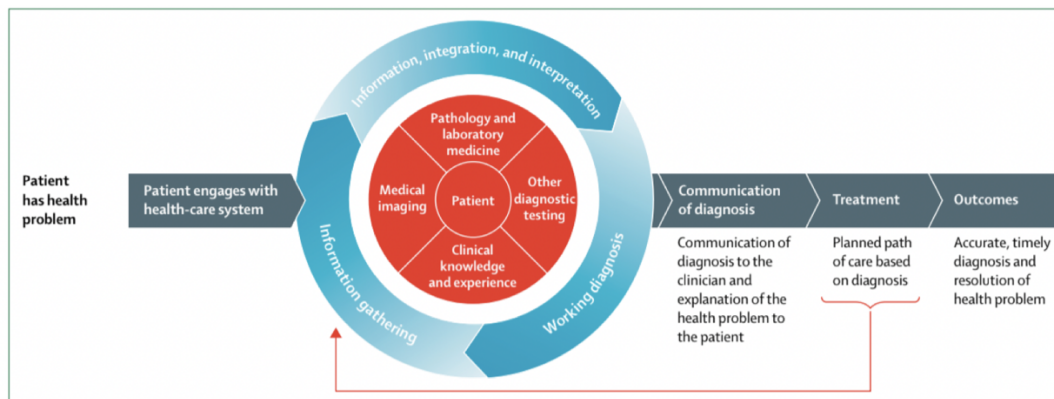 Patient
has health
problem
Patient engages with
health-care system
Information, integration, and interpretation
Information gathering
Working diagnosis
Pathology and
laboratory
medicine
Medical
imaging
Patient
Other
diagnostic
testing
Clinical
knowledge
and experience
Communication
of diagnosis
Communication of
diagnosis to the
clinician and
explanation of the
health problem to
the patient
Treatment
Planned path
of care based
on diagnosis
Outcomes
Accurate, timely
diagnosis and
resolution of
health problem